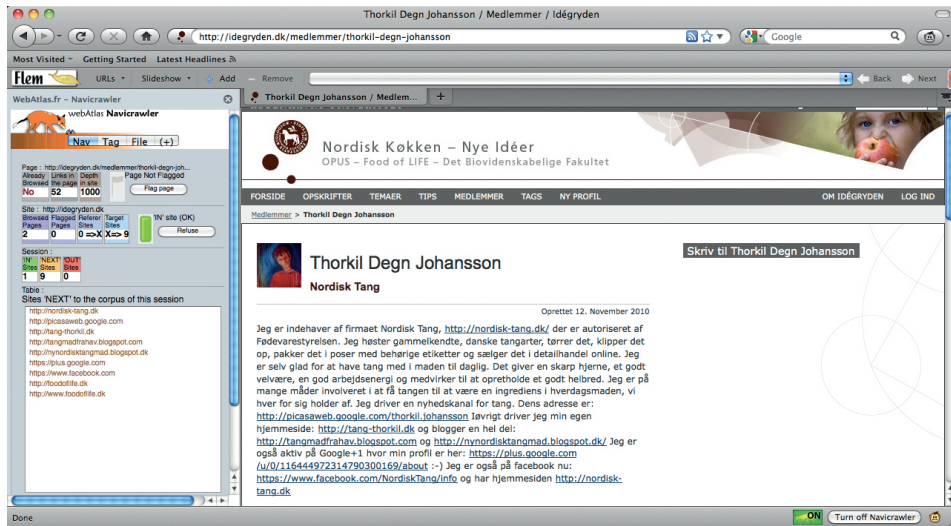 Thorkil Degn Johansson / Medlemmer / Idégryden
http://idegryden.dk/medlemmer/thorkil-degn-johansson
Google
Most Visited Getting Started Latest Headlines
Flem URLs Slideshow Add Remove Back Next
WebAtlas.fr – Navicrawler
Thorkil Degn Johansson / Medlem... +
webAtlas Navicrawler
Nav Tag File (+)
Page : http://idegryden.dk/medlemmer/thorkil-degn-joh...
Already Links in Depth Page Not Flagged
Browsed the page in site
No 52 1000 Flag page
Site : http://idegryden.dk
Browsed Flagged Referer Target 'IN' site (OK)
Pages Pages Sites Sites
2 0 0 =>X X=> 9 Refuse
Session :
'IN' 'NEXT' 'OUT'
Sites Sites Sites
1 9 0
Table :
Sites 'NEXT' to the corpus of this session
http://nordisk-tang.dk
http://picasaweb.google.com
http://tang-thorkil.dk
http://tangmadfrahav.blogspot.com
http://nynordisktangmad.blogspot.dk
https://plus.google.com
https://www.facebook.com
http://foodoflife.dk
http://www.foodoflife.dk
Nordisk Køkken – Nye Idéer
OPUS – Food of LIFE – Det Biovidenskabelige Fakultet
FORSIDE OPSKRIFTER TEMAER TIPS MEDLEMMER TAGS NY PROFIL OM IDÉGRYDEN LOG IND
Medlemmer > Thorkil Degn Johansson
Thorkil Degn Johansson
Nordisk Tang
Skriv til Thorkil Degn Johansson
Oprettet 12. November 2010
Jeg er indehaver af firmaet Nordisk Tang, http://nordisk-tang.dk/ der er autoriseret af
Fødevarestyrelsen. Jeg høster gammelkendte, danske tangarter, tørrer det, klipper det
op, pakker det i poser med behørige etiketter og sælger det i detailhandel online. Jeg
er selv glad for at have tang med i maden til daglig. Det giver en skarp hjerne, et godt
velvære, en god arbejdsenergi og medvirker til at opretholde et godt helbred. Jeg er på
mange måder involveret i at få tangen til at være en ingrediens i hverdagsmaden, vi
hver for sig holder af. Jeg driver en nyhedskanal for tang. Dens adresse er:
http://picasaweb.google.com/thorkil.johansson Iøvrigt driver jeg min egen
hjemmeside: http://tang-thorkil.dk og blogger en hel del:
http://tangmadfrahav.blogspot.com og http://nynordisktangmad.blogspot.dk/ Jeg er
også aktiv på Google+1 hvor min profil er her: https://plus.google.com
/u/0/116444972314790300169/about :-) Jeg er også på facebook nu:
https://www.facebook.com/NordiskTang/info og har hjemmesiden http://nordisk-
tang.dk
Done ON Turn off Navicrawler